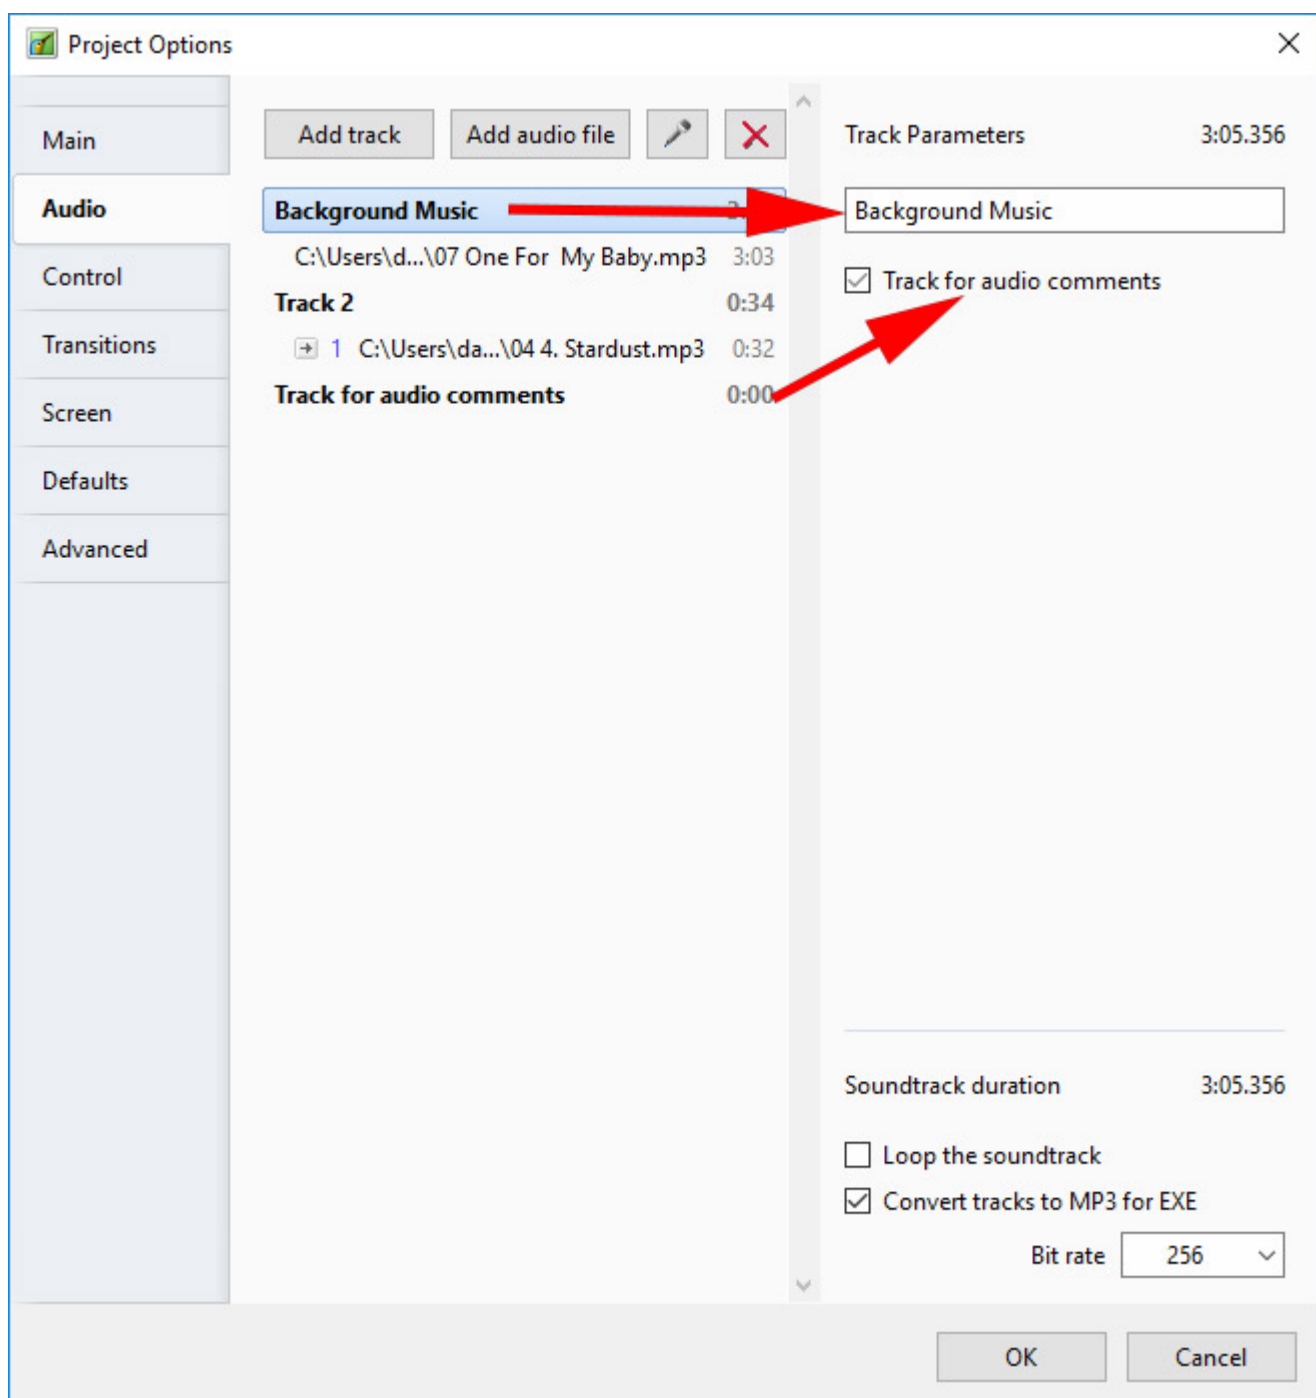 Project Options
Main
Audio
Control
Transitions
Screen
Defaults
Advanced
Add track
Add audio file
Background Music
C:\Users\d...\07 One For My Baby.mp3 3:03
Track 2 0:34
1 C:\Users\da...\04 4. Stardust.mp3 0:32
Track for audio comments 0:00
Track Parameters 3:05.356
Background Music
Track for audio comments
Soundtrack duration 3:05.356
Loop the soundtrack
Convert tracks to MP3 for EXE
Bit rate 256
OK
Cancel